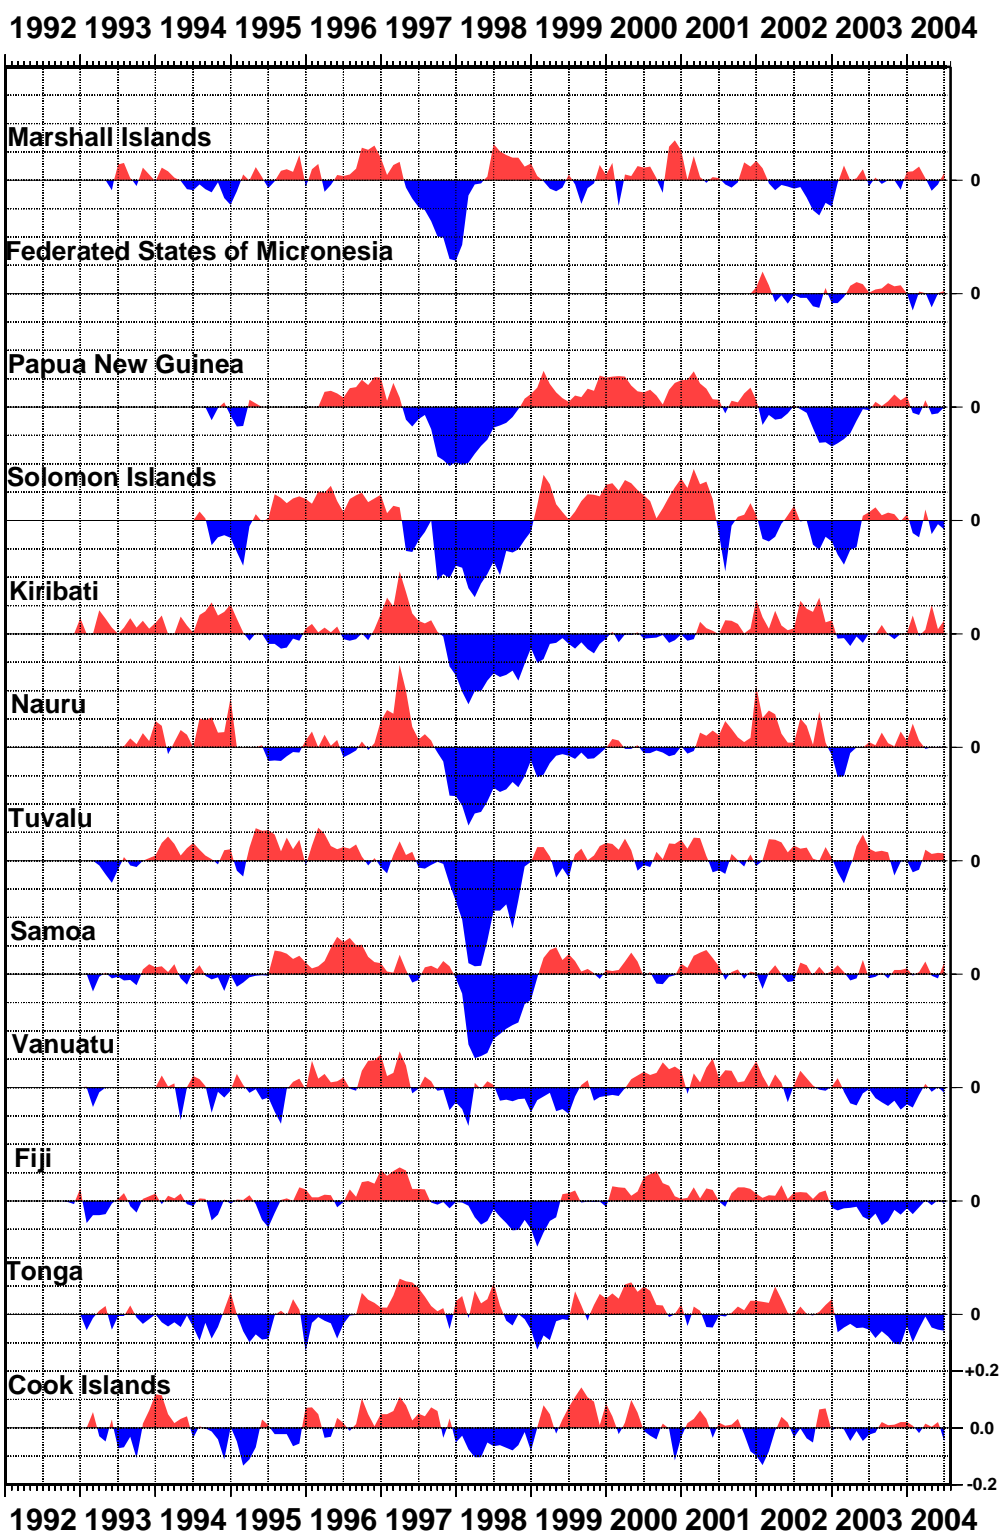 1992 1993 1994 1995 1996 1997 1998 1999 2000 2001 2002 2003 2004
Marshall Islands
0
Federated States of Micronesia
0
Papua New Guinea
0
Solomon Islands
0
Kiribati
0
Nauru
0
Tuvalu
0
Samoa
0
Vanuatu
0
Fiji
0
Tonga
0
+0.2
Cook Islands
0.0
-0.2
1992 1993 1994 1995 1996 1997 1998 1999 2000 2001 2002 2003 2004